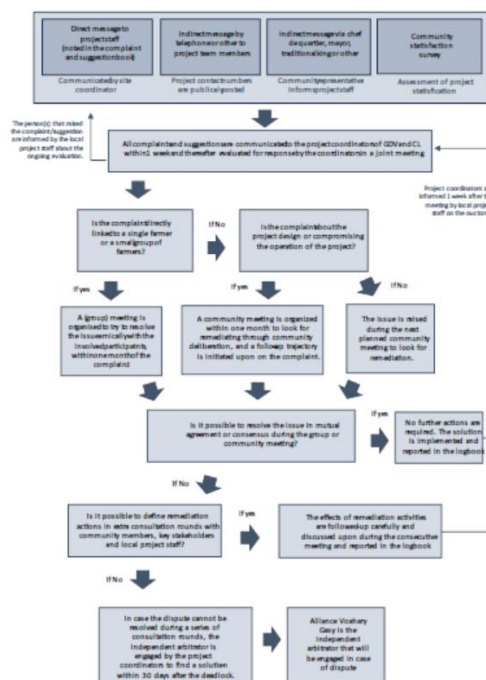 Direct message to
project staff
(noted in the complaint
and suggestion book)
Indirect message by
telephone or other to
project team members
Indirect message via chef
de quartier, mayor,
traditional king or other
Community
statisfction
survey
Communicated by site
coordinator
Project contact numbers
are publically posted
Community representative
informs project staff
Assessment of project
statisfication
The person(s) that raised
the complaint/suggestion
are informed by the local
project staff about the
ongoing evaluation.
All complaint and suggestions are communicated to the project coordinators of GDV and CL
within 1 week and thereafter evaluated for response by the coordinators in a joint meeting
Project coordinators a
informed 1 week after t
meeting by local proje
staff on the
Is the complaint directly
linked to a single farmer
or a small group of
farmers?
If No
Is the complaint about the
project design or compromising
the operation of the project?
If yes
If yes
If No
A (group) meeting is
organised to try to resolve
the issue amically with the
involved participants,
within one month of the
complaint
A community meeting is organized
within one month to look for
remediating through community
deliberation, and a follow up trajectory
is initiated upon on the complaint.
The issue is raised
during the next
planned community
meeting to look for
remediation.
Is it possible to resolve the issue in mutual
agreement or consensus during the group or
community meeting?
If yes
No further actions are
required. The solution
is implemented and
reported in the logbook
If No
Is it possible to define remediation
actions in extra consultation rounds with
community members, key stakeholders
and local project staff?
If yes
The effects of remediation activities
are followed-up carefully and
discussed upon during the consecutive
meeting and reported in the logbook
If No
In case the dispute cannot be
resolved during a series of
consultation rounds, the
independent arbitrator is
engaged by the project
coordinators to find a solution
within 30 days after the deadlock.
Alliance Voahary
Gasy is the
independent
arbitrator that will
be engaged in case
of dispute